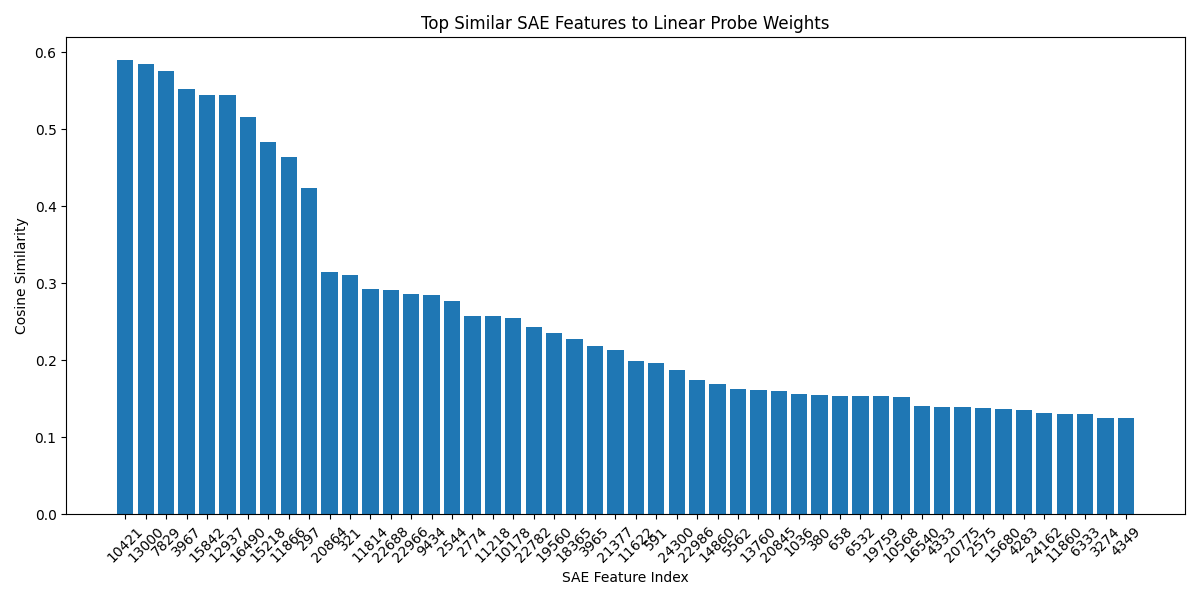 Top Similar SAE Features to Linear Probe Weights
0.6
0.5
0.4
0.3
0.2
0.1
0.0
Cosine Similarity
10421 13000 7829 3967 15842 12937 16490 15218 11866 297 20864 321 11814 22688 22966 9434 2544 2774 11218 10178 22782 19560 18365 3965 21377 11622 591 24300 22986 14860 5562 13760 20845 1036 380 658 6532 19759 10568 16540 4333 20775 2575 15680 4283 24162 11860 6333 3274 4349
SAE Feature Index